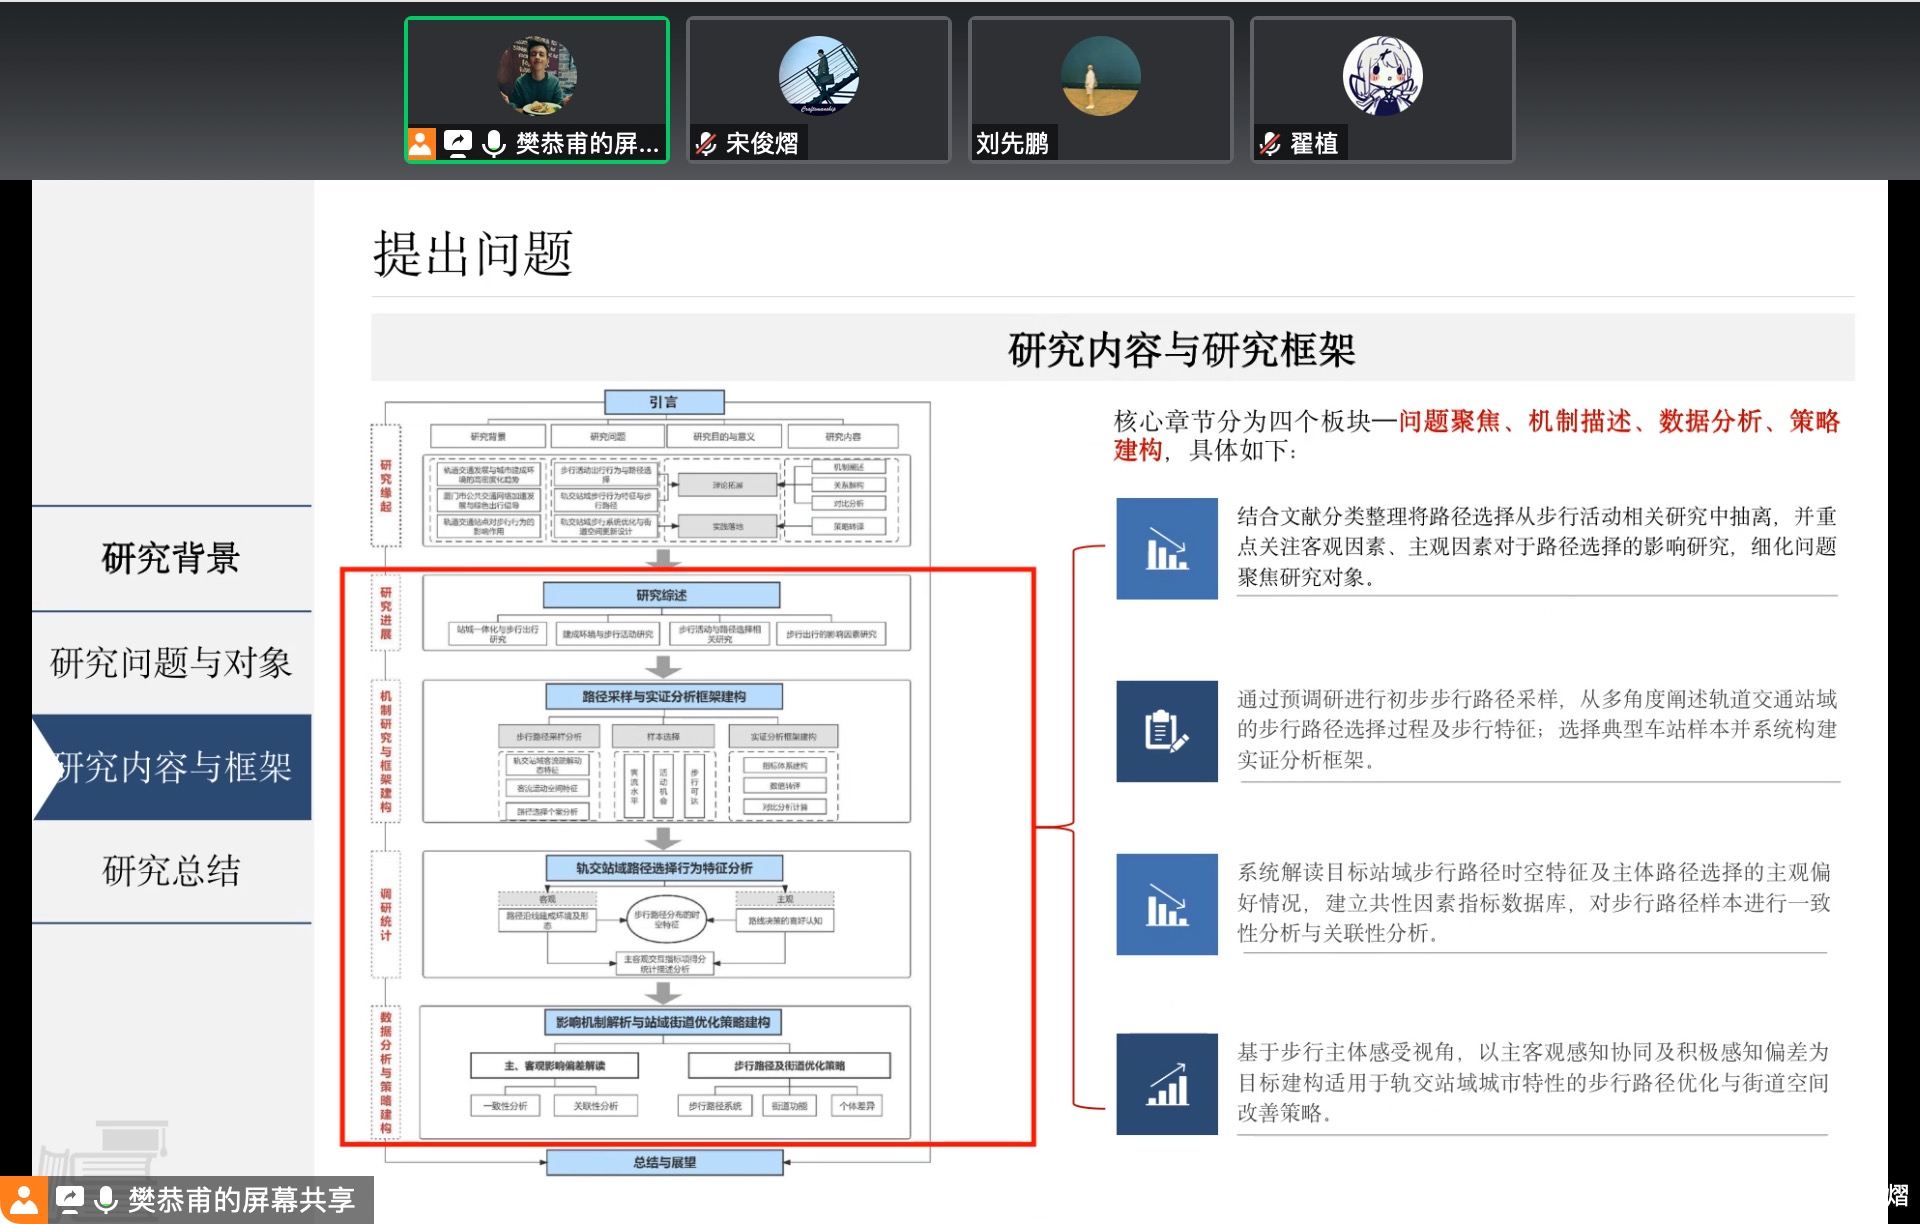 樊恭甫的屏...
宋俊熠
刘先鹏
翟植
提出问题
研究内容与研究框架
研究背景
研究问题与对象
研究内容与框架
研究总结
引言
研究缘起
研究背景
研究问题
研究目的与意义
研究内容
轨道交通发展与城市建成环
境的高密度化趋势
厦门市公共交通网络加速发
展与绿色出行倡导
轨道交通站点对步行行为的
影响作用
步行活动出行行为与路径选
择
轨交站域步行行为特征与步
行路径
轨交站域步行系统优化与街
道空间更新设计
理论拓展
实践落地
机制阐述
关系解构
对比分析
策略转译
研究进展
研究综述
站城一体化与步行出行
研究
建成环境与步行活动研究
步行活动与路径选择相
关研究
步行出行的影响因素研究
机制研究与框架建构
路径采样与实证分析框架建构
步行路径采样分析
样本选择
实证分析框架建构
轨交站域客流疏解动
态特征
客流活动空间特征
路径选择个案分析
客流水平
活动机会
步行可达
指标体系建构
数值转译
对比分析计算
调研统计
轨交站域路径选择行为特征分析
客观
主观
路径沿线建成环境及形
态
步行路径分布的时
空特征
路线决策的喜好认知
主客观交互指标项得分
统计描述分析
数据分析与策略建构
影响机制解析与站域街道优化策略建构
主、客观影响偏差解读
步行路径及街道优化策略
一致性分析
关联性分析
步行路径系统
街道功能
个体差异
总结与展望
核心章节分为四个板块—问题聚焦、机制描述、数据分析、策略
建构，具体如下：
结合文献分类整理将路径选择从步行活动相关研究中抽离，并重
点关注客观因素、主观因素对于路径选择的影响研究，细化问题
聚焦研究对象。
通过预调研进行初步步行路径采样，从多角度阐述轨道交通站域
的步行路径选择过程及步行特征；选择典型车站样本并系统构建
实证分析框架。
系统解读目标站域步行路径时空特征及主体路径选择的主观偏
好情况，建立共性因素指标数据库，对步行路径样本进行一致
性分析与关联性分析。
基于步行主体感受视角，以主客观感知协同及积极感知偏差为
目标建构适用于轨交站域城市特性的步行路径优化与街道空间
改善策略。
樊恭甫的屏幕共享
熠